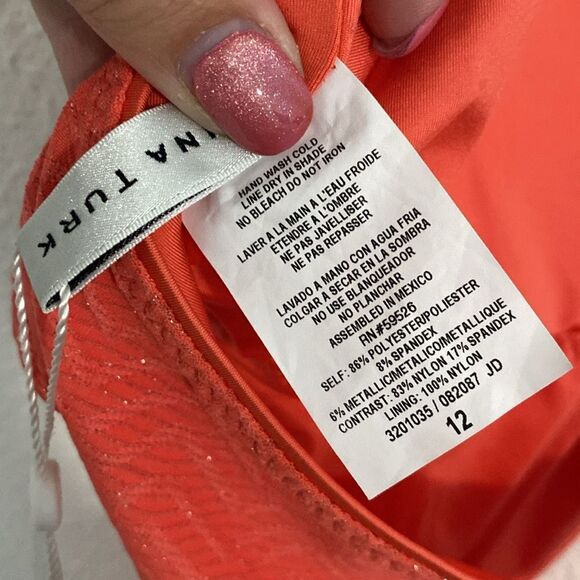 NA TURK
HAND WASH COLD
LINE DRY IN SHADE
NO BLEACH DO NOT IRON
LAVER A LA MAIN A L'EAU FROIDE
ETENDRE A L'OMBRE
NE PAS JAVELLISER
NE PAS REPASSER
LAVADO A MANO CON AGUA FRIA
COLGAR A SECAR EN LA SOMBRA
NO USE BLANQUEADOR
NO PLANCHAR
ASSEMBLED IN MEXICO
RN#59526
SELF: 86% POLYESTER/POLIESTER
8% SPANDEX
6% METALLIC/METALICO/METALLIQUE
CONTRAST: 83% NYLON 17% SPANDEX
LINING: 100% NYLON
3201035 / 082087 JD
12